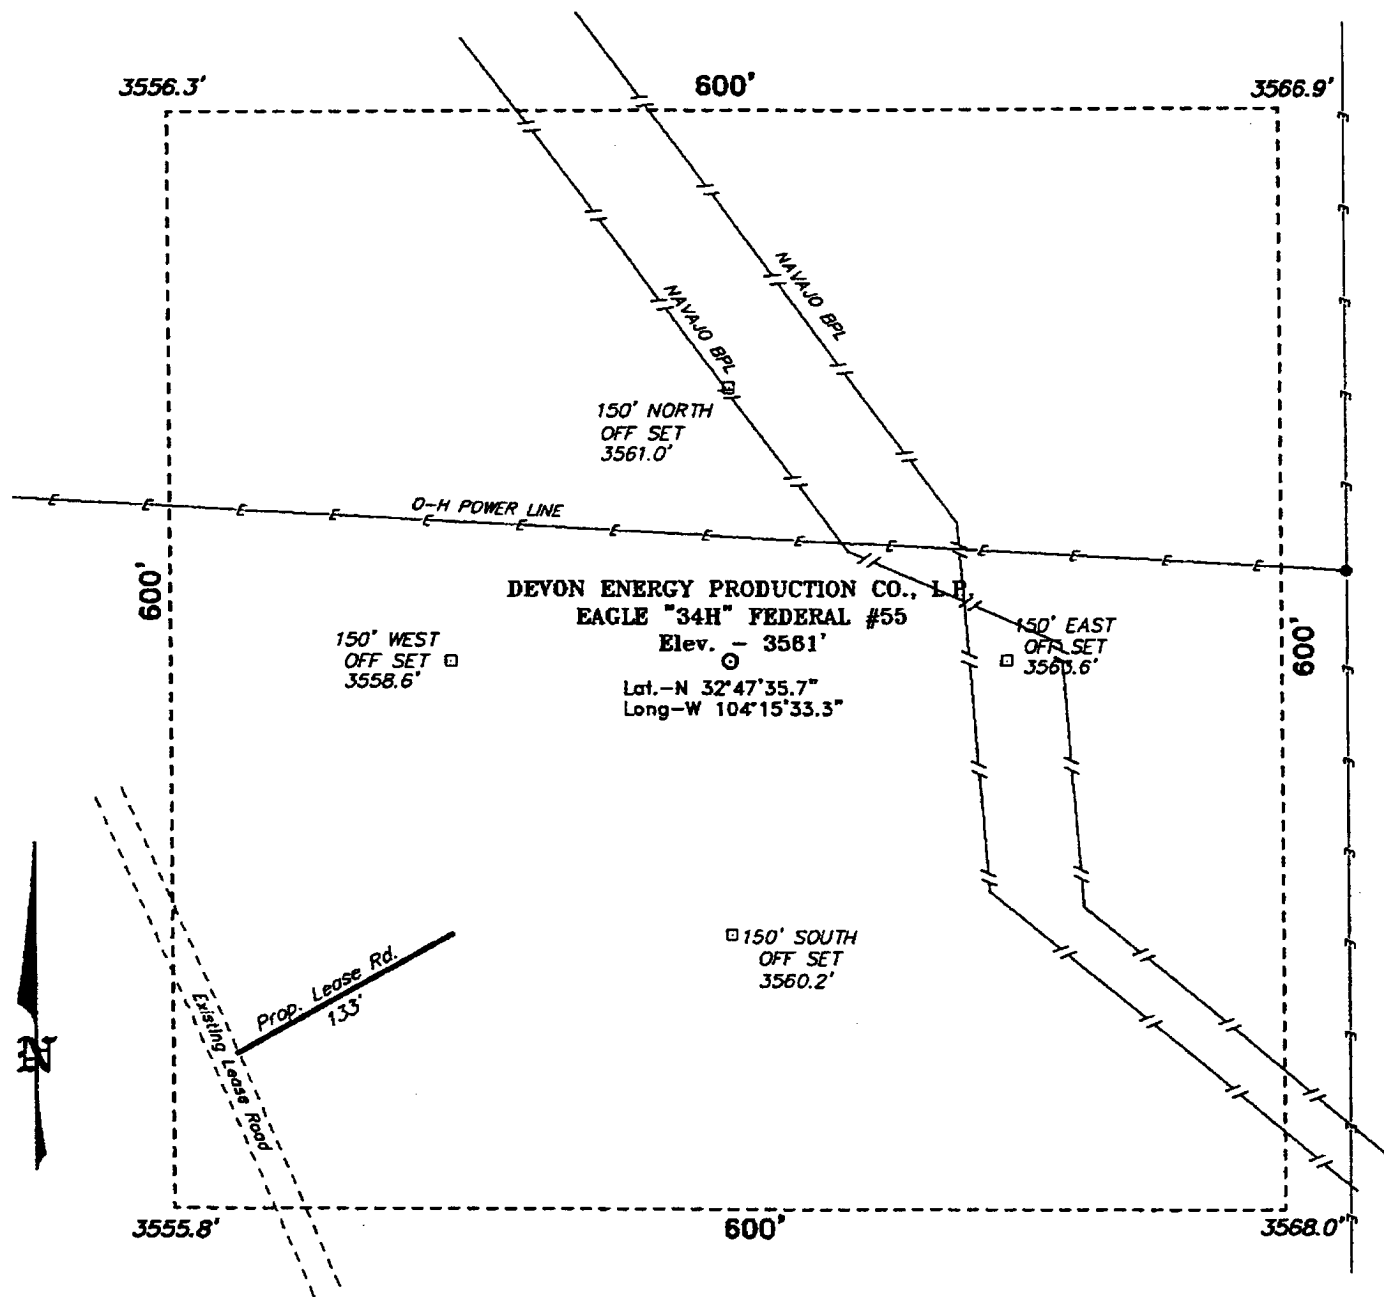 3556.3'
600'
3566.9'
NAVAJO BPL
NAVAJO BPL
150' NORTH
OFF SET
3561.0'
O-H POWER LINE
600'
DEVON ENERGY PRODUCTION CO., L.P.
EAGLE "34H" FEDERAL #55
Elev. - 3561'
Lat.-N 32°47'35.7"
Long-W 104°15'33.3"
150' WEST
OFF SET
3558.6'
150' EAST
OFF SET
3563.6'
600'
150' SOUTH
OFF SET
3560.2'
Prop. Lease Rd.
133'
Existing Lease Road
N
3555.8'
600'
3568.0'